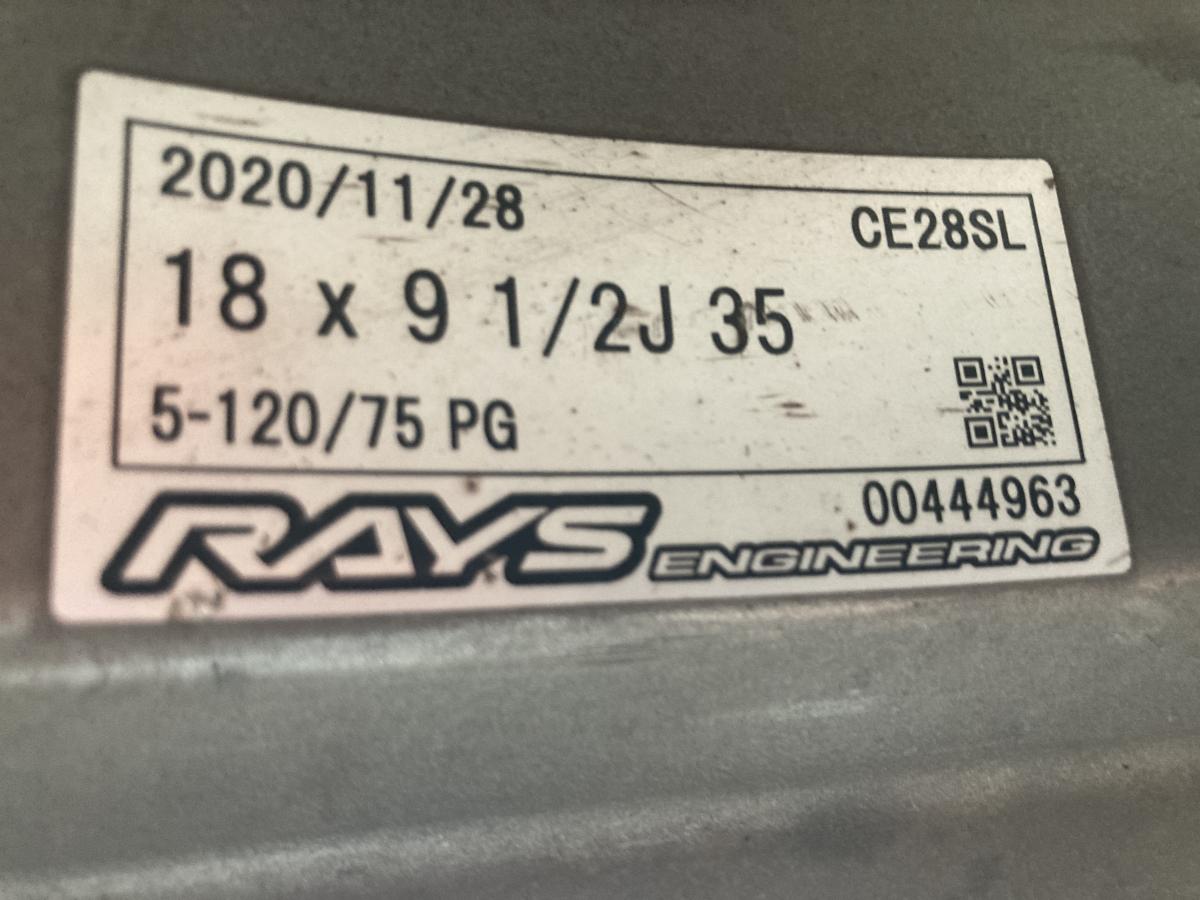 2020/11/28 CE28SL
18 x 9 1/2J 35
5-120/75 PG
00444963
RAYS ENGINEERING